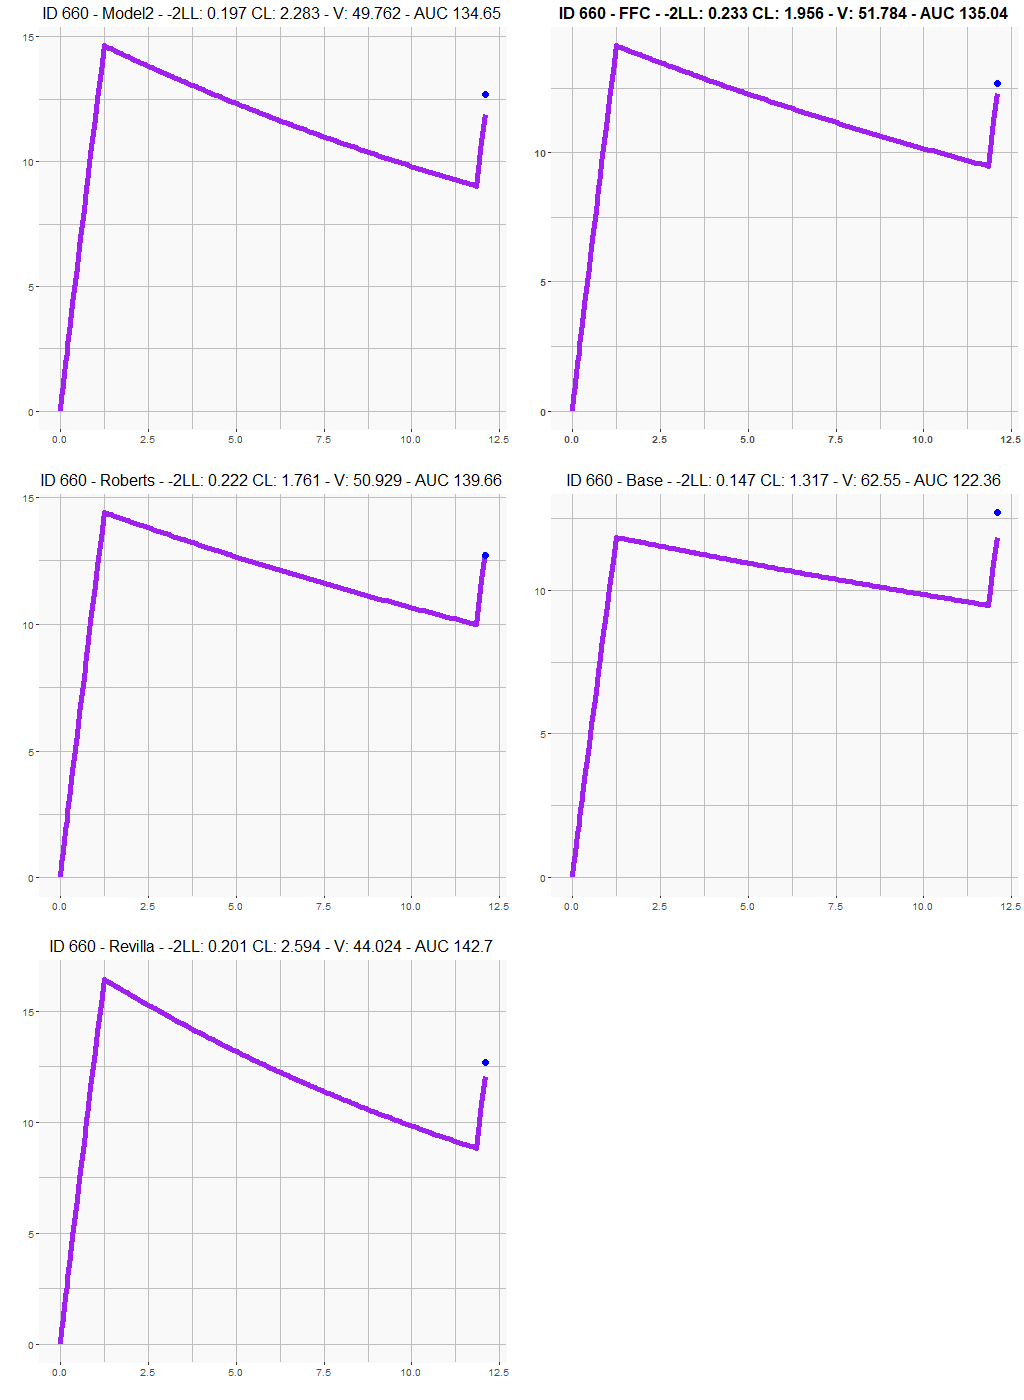 ID 660 - Model2 - -2LL: 0.197 CL: 2.283 - V: 49.762 - AUC 134.65
15
10
5
0
0.0 2.5 5.0 7.5 10.0 12.5
ID 660 - FFC - -2LL: 0.233 CL: 1.956 - V: 51.784 - AUC 135.04
10
5
0
0.0 2.5 5.0 7.5 10.0 12.5
ID 660 - Roberts - -2LL: 0.222 CL: 1.761 - V: 50.929 - AUC 139.66
15
10
5
0
0.0 2.5 5.0 7.5 10.0 12.5
ID 660 - Base - -2LL: 0.147 CL: 1.317 - V: 62.55 - AUC 122.36
10
5
0
0.0 2.5 5.0 7.5 10.0 12.5
ID 660 - Revilla - -2LL: 0.201 CL: 2.594 - V: 44.024 - AUC 142.7
15
10
5
0
0.0 2.5 5.0 7.5 10.0 12.5